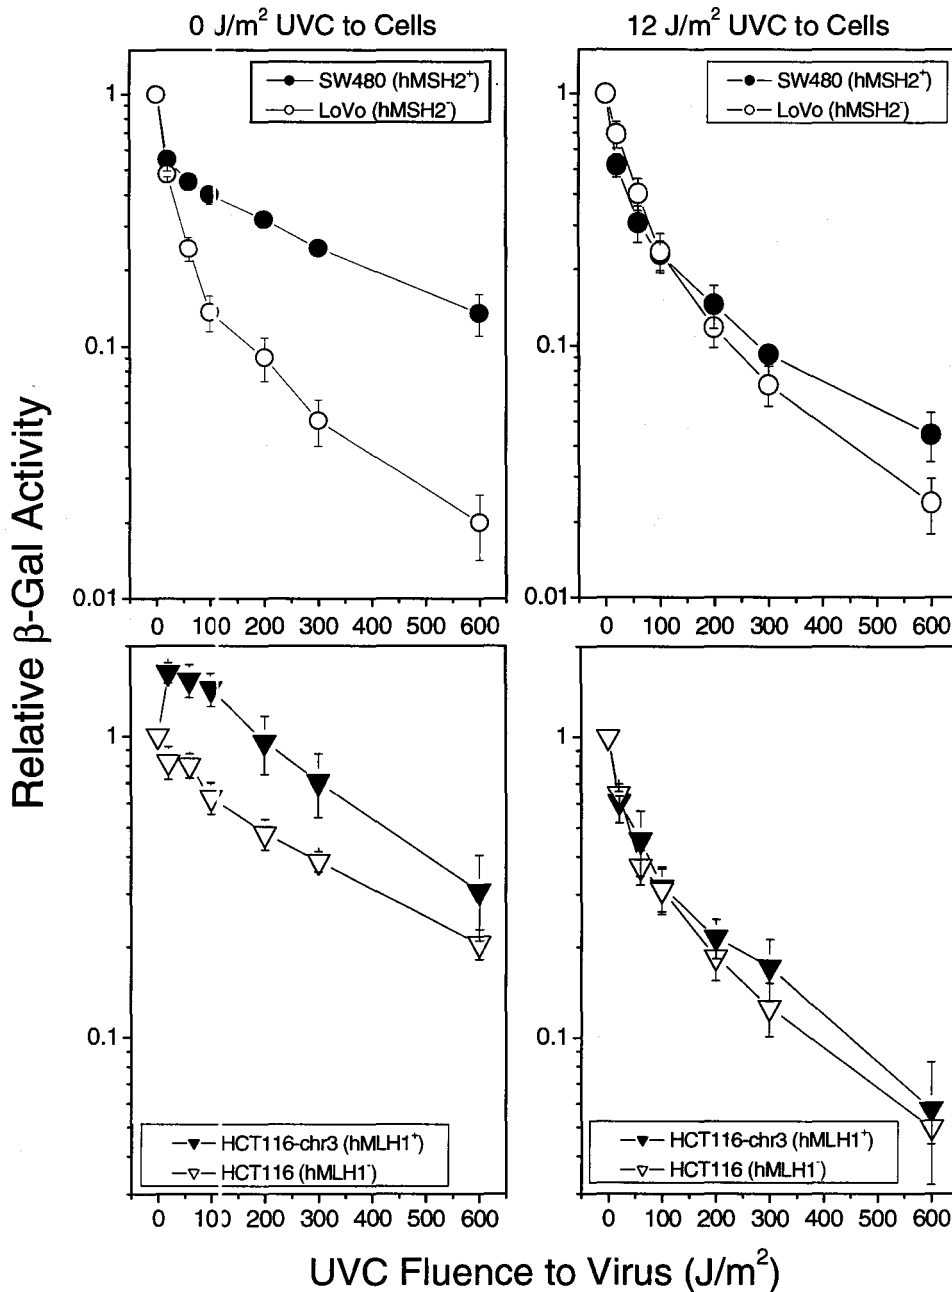 0 J/m² UVC to Cells
12 J/m² UVC to Cells
SW480 (hMSH2⁺)
LoVo (hMSH2⁻)
SW480 (hMSH2⁺)
LoVo (hMSH2⁻)
1
0.1
0.01
1
0.1
0.01
0 100 200 300 400 500 600
0 100 200 300 400 500 600
Relative β-Gal Activity
1
0.1
1
0.1
HCT116-chr3 (hMLH1⁺)
HCT116 (hMLH1⁻)
HCT116-chr3 (hMLH1⁺)
HCT116 (hMLH1⁻)
0 100 200 300 400 500 600
0 100 200 300 400 500 600
UVC Fluence to Virus (J/m²)